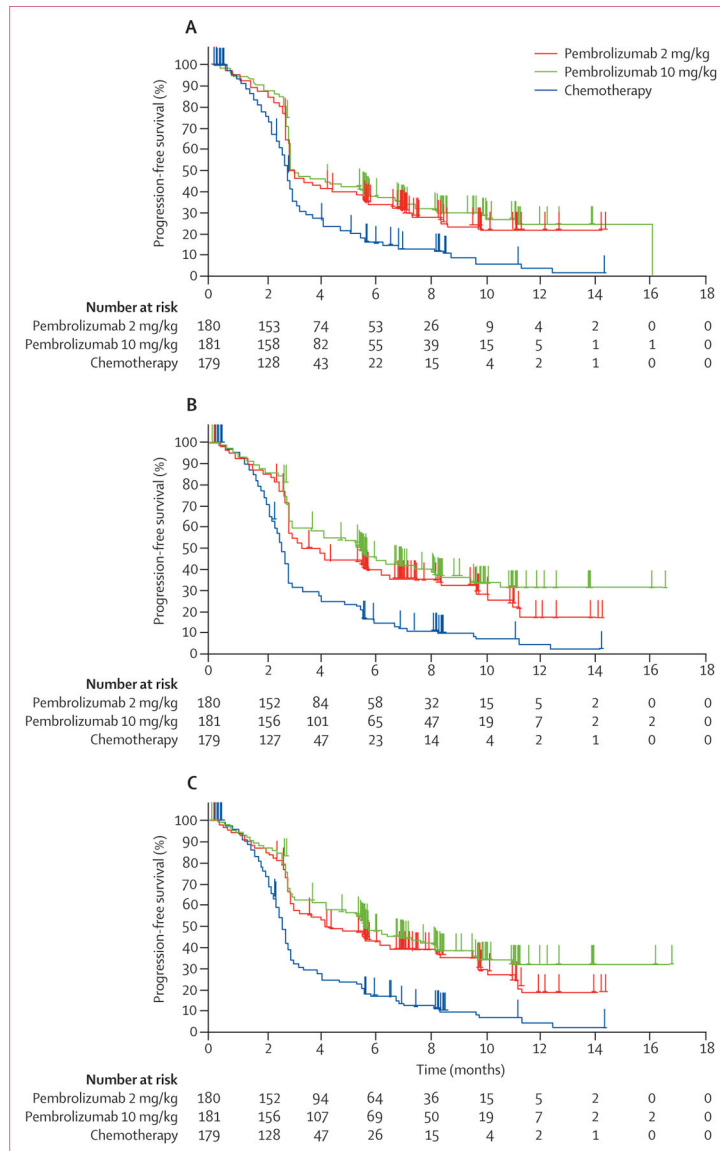 A
Pembrolizumab 2 mg/kg
Pembrolizumab 10 mg/kg
Chemotherapy
Progression-free survival (%)
100
90
80
70
60
50
40
30
20
10
0
0 2 4 6 8 10 12 14 16 18
Number at risk
Pembrolizumab 2 mg/kg 180 153 74 53 26 9 4 2 0 0
Pembrolizumab 10 mg/kg 181 158 82 55 39 15 5 1 1 0
Chemotherapy 179 128 43 22 15 4 2 1 0 0
B
Progression-free survival (%)
100
90
80
70
60
50
40
30
20
10
0
0 2 4 6 8 10 12 14 16 18
Number at risk
Pembrolizumab 2 mg/kg 180 152 84 58 32 15 5 2 0 0
Pembrolizumab 10 mg/kg 181 156 101 65 47 19 7 2 2 0
Chemotherapy 179 127 47 23 14 4 2 1 0 0
C
Progression-free survival (%)
100
90
80
70
60
50
40
30
20
10
0
0 2 4 6 8 10 12 14 16 18
Time (months)
Number at risk
Pembrolizumab 2 mg/kg 180 152 94 64 36 15 5 2 0 0
Pembrolizumab 10 mg/kg 181 156 107 69 50 19 7 2 2 0
Chemotherapy 179 128 47 26 15 4 2 1 0 0